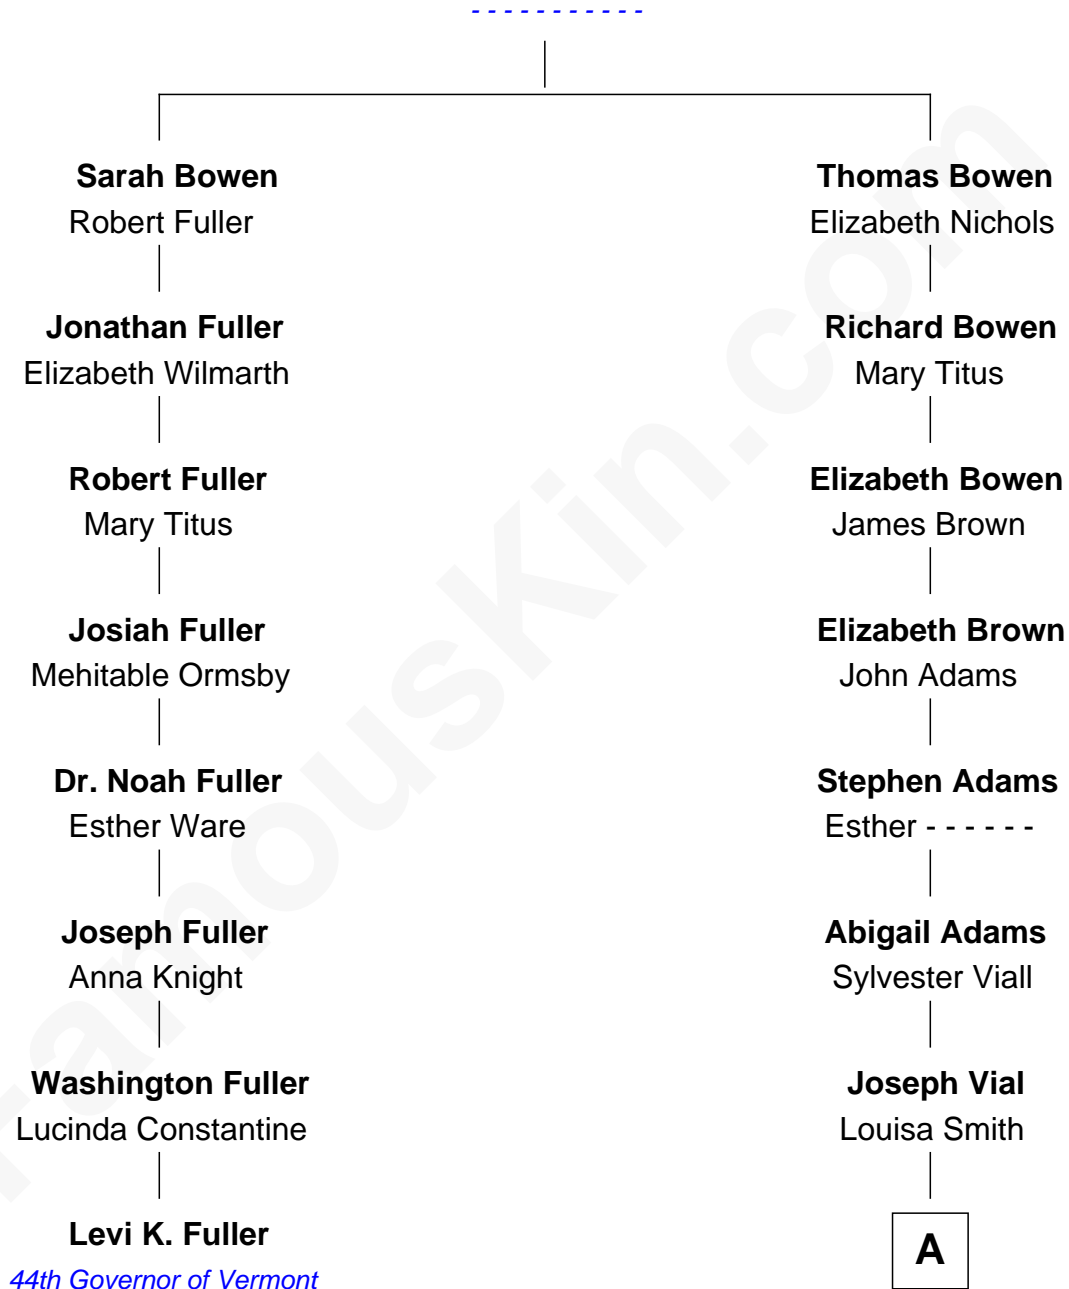 - - - - - - - - - - -
Sarah Bowen
Robert Fuller
Thomas Bowen
Elizabeth Nichols
Jonathan Fuller
Elizabeth Wilmarth
Richard Bowen
Mary Titus
Robert Fuller
Mary Titus
Elizabeth Bowen
James Brown
Josiah Fuller
Mehitable Ormsby
Elizabeth Brown
John Adams
Dr. Noah Fuller
Esther Ware
Stephen Adams
Esther - - - - - -
Joseph Fuller
Anna Knight
Abigail Adams
Sylvester Viall
Washington Fuller
Lucinda Constantine
Joseph Vial
Louisa Smith
Levi K. Fuller
44th Governor of Vermont
A
FamousKin.com